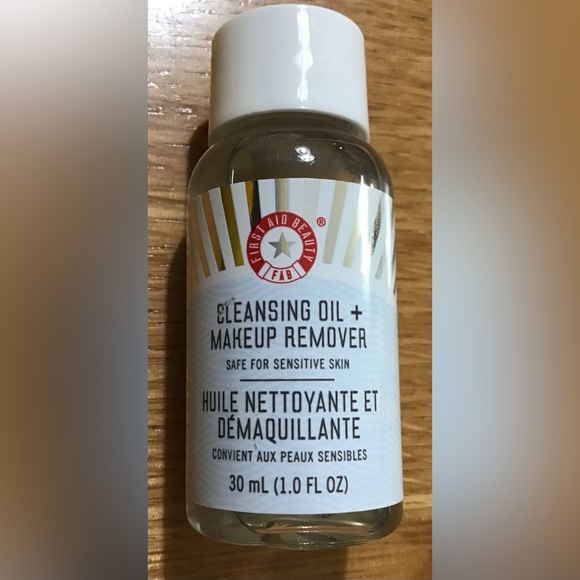 FIRST AID BEAUTY
FAB
®
CLEANSING OIL +
MAKEUP REMOVER
SAFE FOR SENSITIVE SKIN
HUILE NETTOYANTE ET
DÉMAQUILLANTE
CONVIENT AUX PEAUX SENSIBLES
30 mL (1.0 FL OZ)